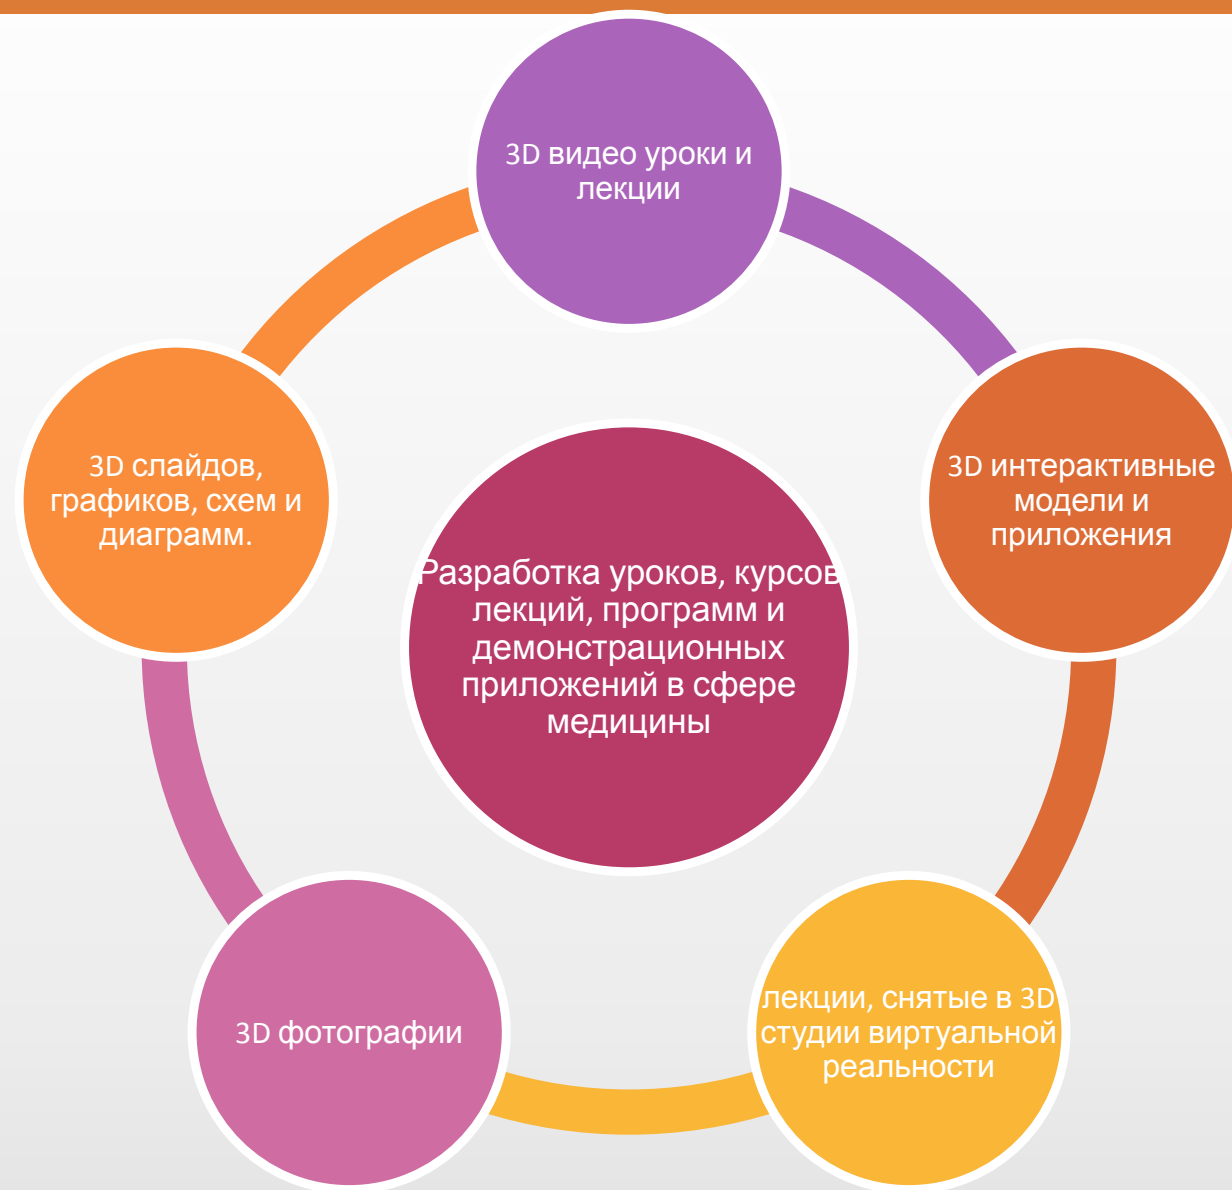 3D видео уроки и
лекции
3D слайдов,
графиков, схем и
диаграмм.
3D интерактивные
модели и
приложения
Разработка уроков, курсов
лекций, программ и
демонстрационных
приложений в сфере
медицины
3D фотографии
лекции, снятые в 3D
студии виртуальной
реальности